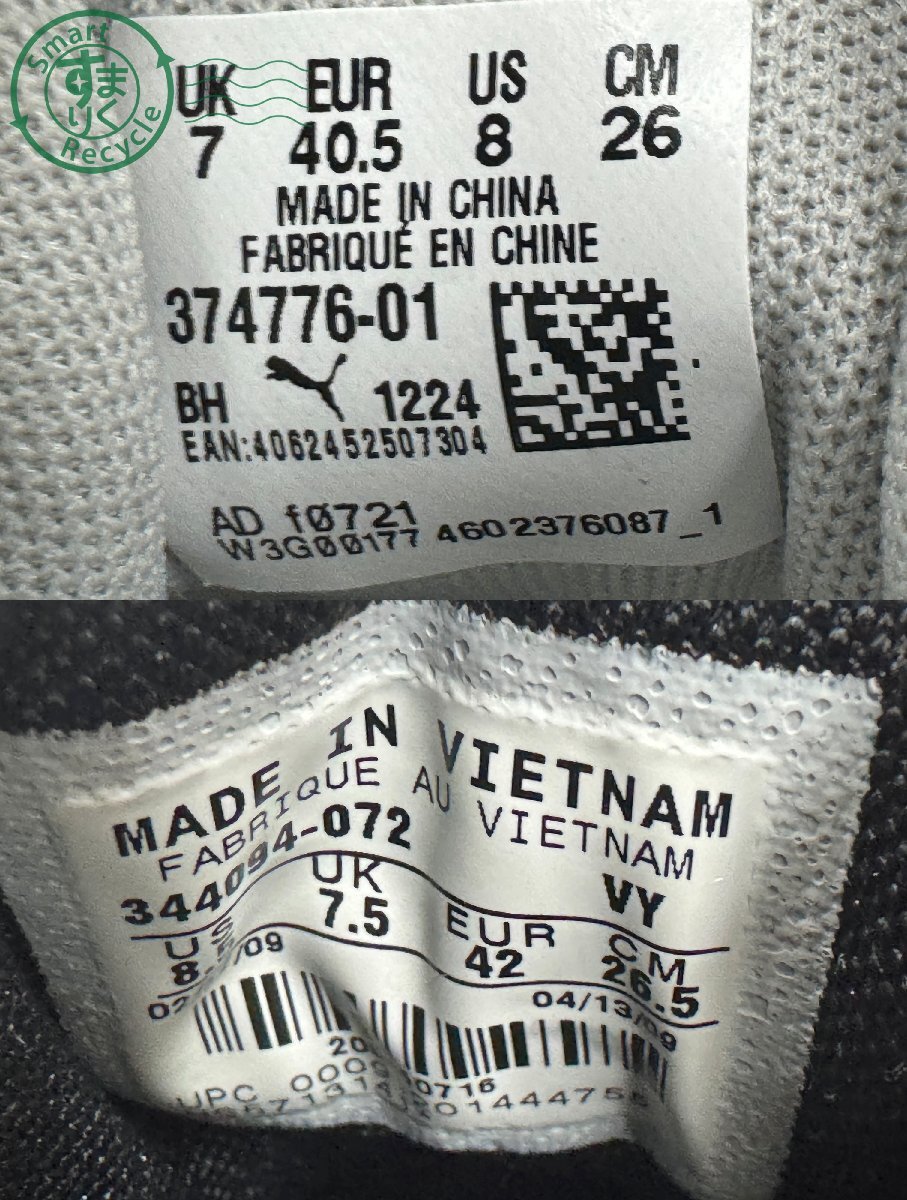 Smart
すまりく
Recycle
UK EUR US CM
7 40.5 8 26
MADE IN CHINA
FABRIQUÉ EN CHINE
374776-01
BH 1224
EAN:4062452507304
AD f0721
W3G00177 4602376087_1
MADE IN VIETNAM
FABRIQUE AU VIETNAM
344094-072 VY
US UK EUR CM
7.5 42 26.5
04/13/09
UPC